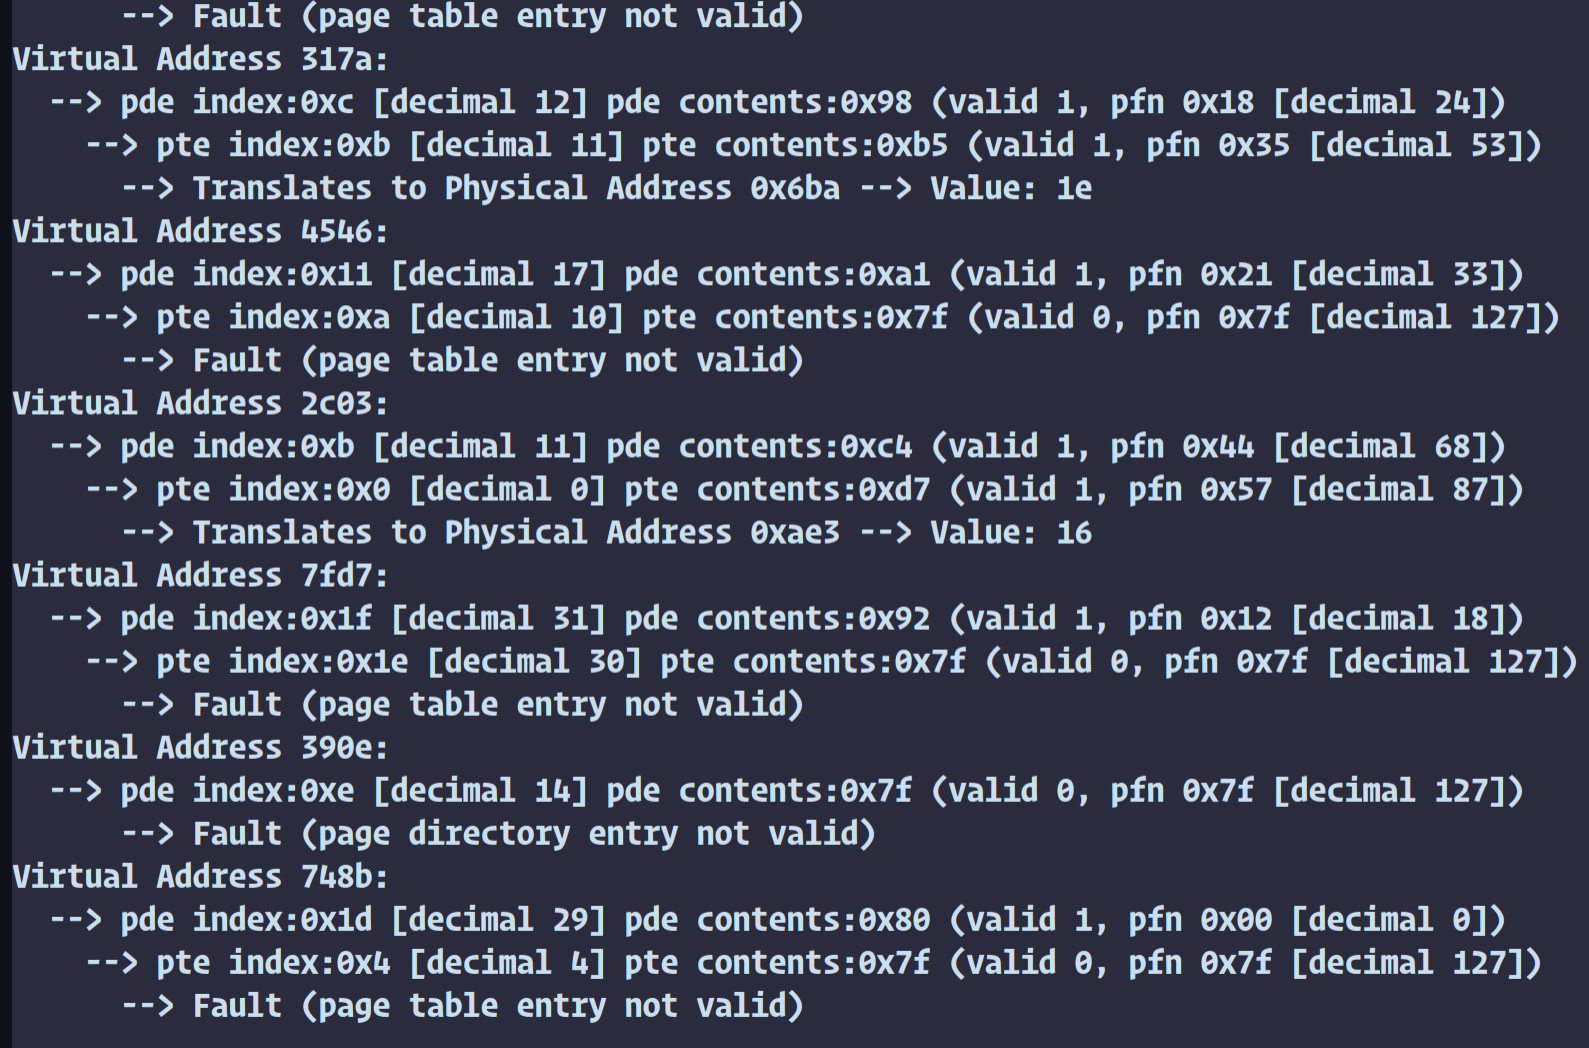 --> Fault (page table entry not valid)
Virtual Address 317a:
--> pde index:0xc [decimal 12] pde contents:0x98 (valid 1, pfn 0x18 [decimal 24])
--> pte index:0xb [decimal 11] pte contents:0xb5 (valid 1, pfn 0x35 [decimal 53])
--> Translates to Physical Address 0x6ba --> Value: 1e
Virtual Address 4546:
--> pde index:0x11 [decimal 17] pde contents:0xa1 (valid 1, pfn 0x21 [decimal 33])
--> pte index:0xa [decimal 10] pte contents:0x7f (valid 0, pfn 0x7f [decimal 127])
--> Fault (page table entry not valid)
Virtual Address 2c03:
--> pde index:0xb [decimal 11] pde contents:0xc4 (valid 1, pfn 0x44 [decimal 68])
--> pte index:0x0 [decimal 0] pte contents:0xd7 (valid 1, pfn 0x57 [decimal 87])
--> Translates to Physical Address 0xae3 --> Value: 16
Virtual Address 7fd7:
--> pde index:0x1f [decimal 31] pde contents:0x92 (valid 1, pfn 0x12 [decimal 18])
--> pte index:0x1e [decimal 30] pte contents:0x7f (valid 0, pfn 0x7f [decimal 127])
--> Fault (page table entry not valid)
Virtual Address 390e:
--> pde index:0xe [decimal 14] pde contents:0x7f (valid 0, pfn 0x7f [decimal 127])
--> Fault (page directory entry not valid)
Virtual Address 748b:
--> pde index:0x1d [decimal 29] pde contents:0x80 (valid 1, pfn 0x00 [decimal 0])
--> pte index:0x4 [decimal 4] pte contents:0x7f (valid 0, pfn 0x7f [decimal 127])
--> Fault (page table entry not valid)